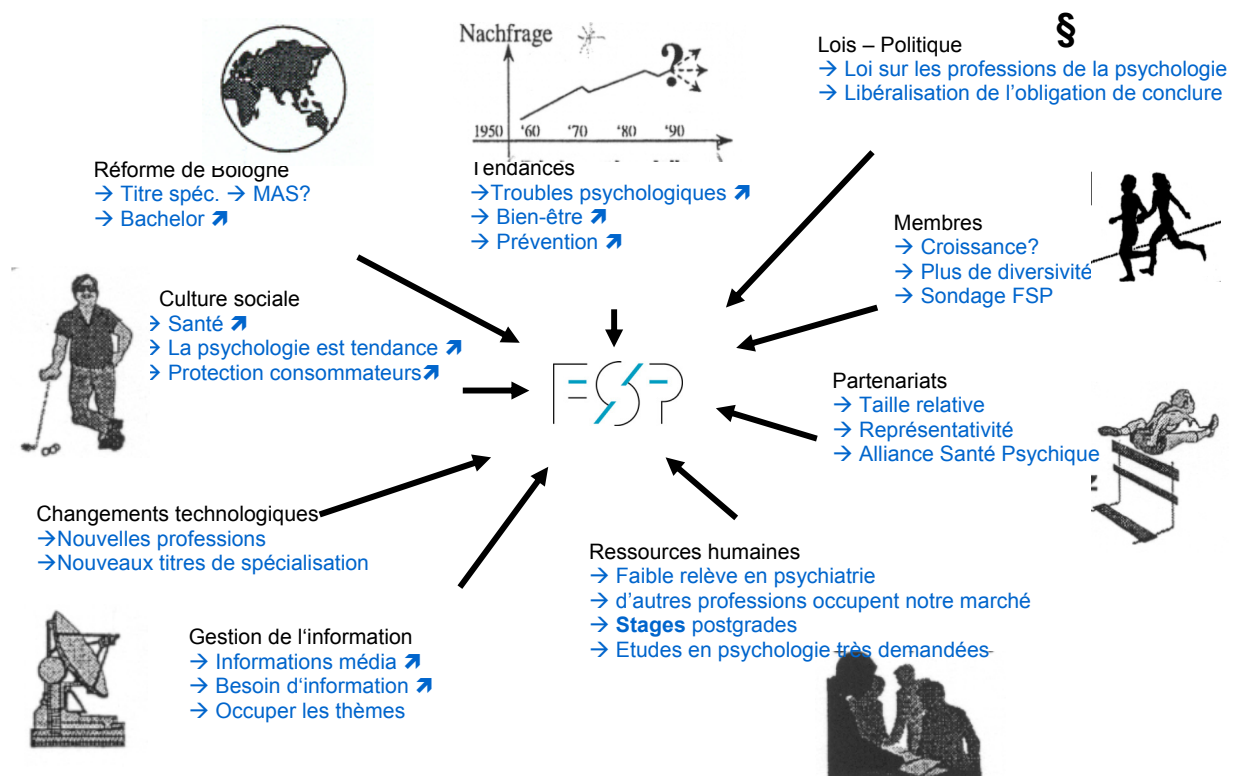 Nachfrage
?
1950 '60 '70 '80 '90
§
Lois – Politique
→ Loi sur les professions de la psychologie
→ Libéralisation de l'obligation de conclure
Réforme de Bologne
→ Titre spéc. → MAS?
→ Bachelor ↗
Tendances
→Troubles psychologiques ↗
→ Bien-être ↗
→ Prévention ↗
Membres
→ Croissance?
→ Plus de diversivité
→ Sondage FSP
Culture sociale
→ Santé ↗
→ La psychologie est tendance ↗
→ Protection consommateurs↗
FSP
Partenariats
→ Taille relative
→ Représentativité
→ Alliance Santé Psychique
Changements technologiques
→Nouvelles professions
→Nouveaux titres de spécialisation
Ressources humaines
→ Faible relève en psychiatrie
→ d'autres professions occupent notre marché
→ Stages postgrades
→ Etudes en psychologie très demandées
Gestion de l'information
→ Informations média ↗
→ Besoin d'information ↗
→ Occuper les thèmes